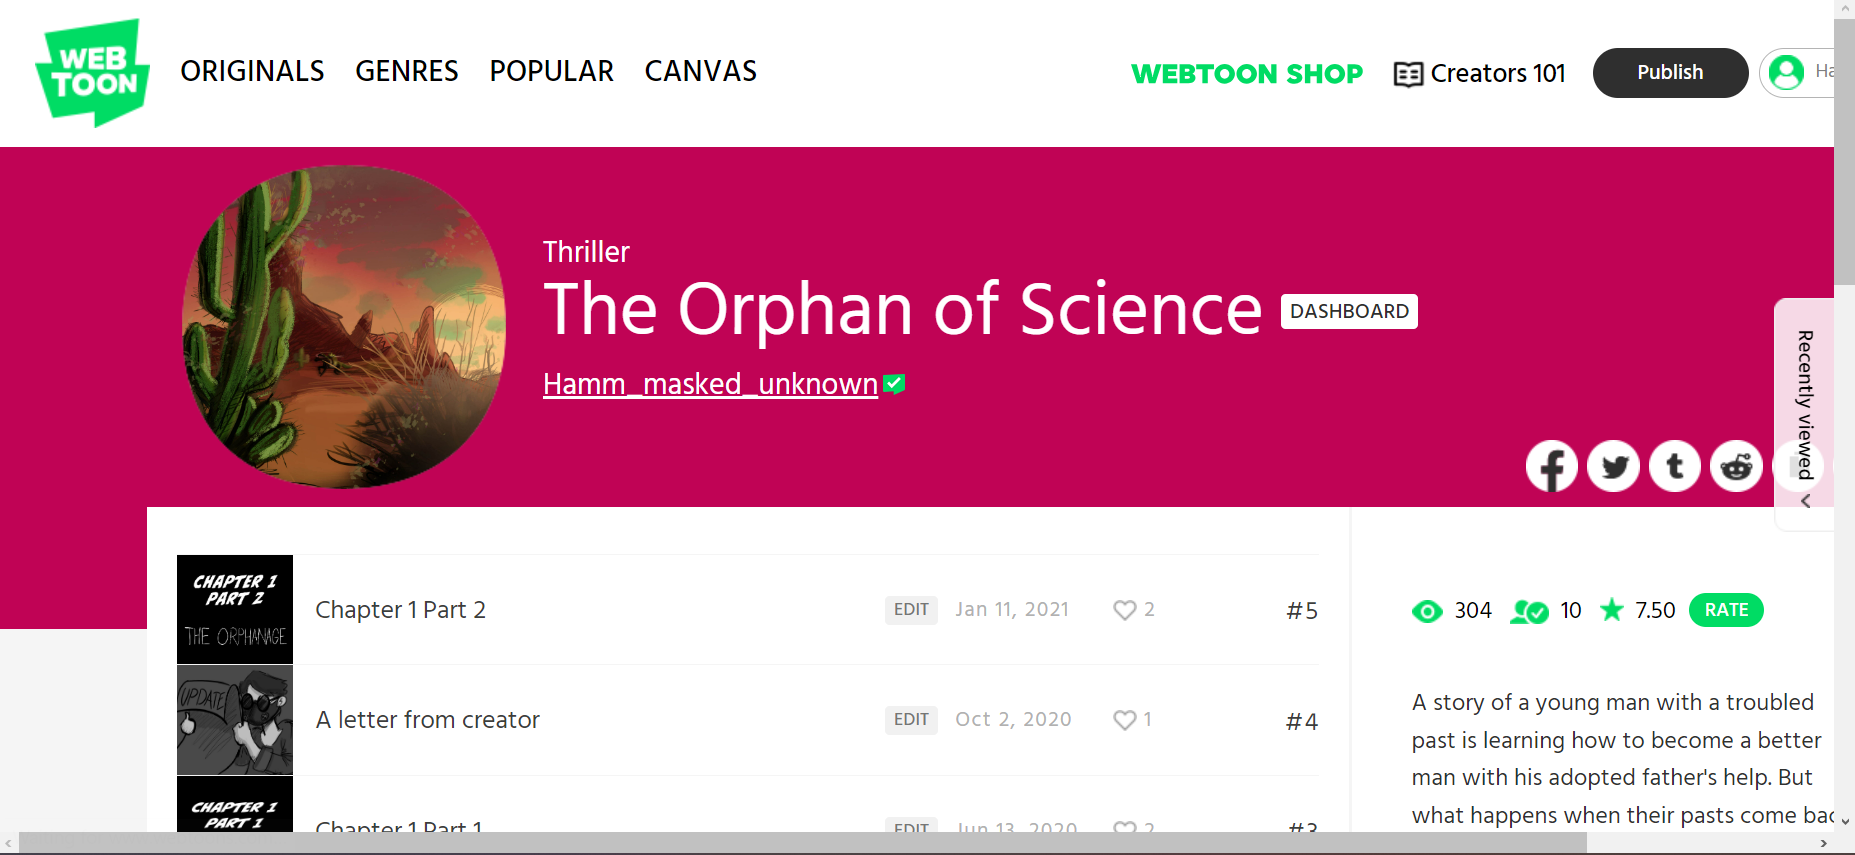 WEB
TOON
ORIGINALS GENRES POPULAR CANVAS
WEBTOON SHOP Creators 101 Publish Ha
Thriller
The Orphan of Science DASHBOARD
Hamm_masked_unknown
Recently viewed
CHAPTER 1
PART 2
THE ORPHANAGE
Chapter 1 Part 2 EDIT Jan 11, 2021 2 #5
UPDATE
A letter from creator EDIT Oct 2, 2020 1 #4
CHAPTER 1
PART 1
Chapter 1 Part 1 EDIT Jun 13, 2020 2 #3
304 10 7.50 RATE
A story of a young man with a troubled
past is learning how to become a better
man with his adopted father's help. But
what happens when their pasts come bac